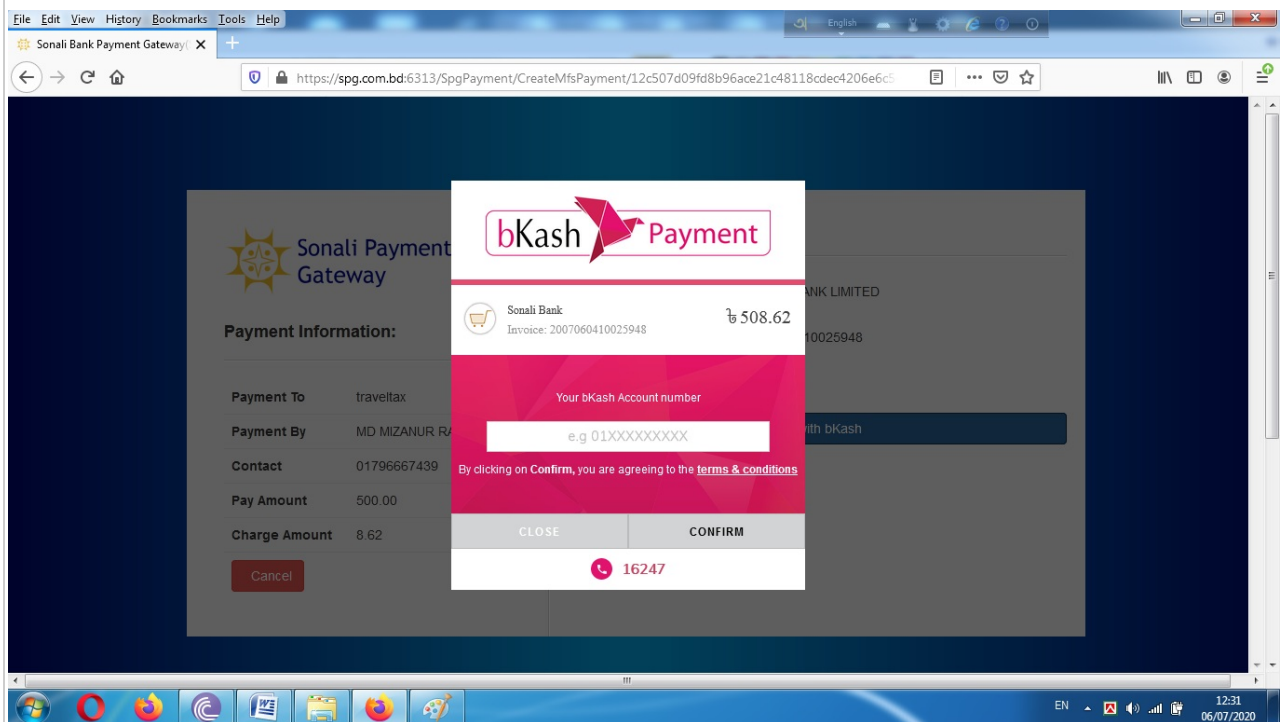 File Edit View History Bookmarks Tools Help
English
Sonali Bank Payment Gateway(
https://spg.com.bd:6313/SpgPayment/CreateMsPayment/12c507d09fd8b96ace21c48118cdec4206e6c5
bKash Payment
Sonali Payment
Gateway
Sonali Bank
Invoice: 2007060410025948
৳ 508.62
ANK LIMITED
10025948
Payment Information:
Payment To traveltax
Payment By MD MIZANUR RA
Contact 01796667439
Pay Amount 500.00
Charge Amount 8.62
Cancel
Your bKash Account number
e.g 01XXXXXXXXX
By clicking on Confirm, you are agreeing to the terms & conditions
CLOSE CONFIRM
16247
ith bKash
EN
12:31
06/07/2020